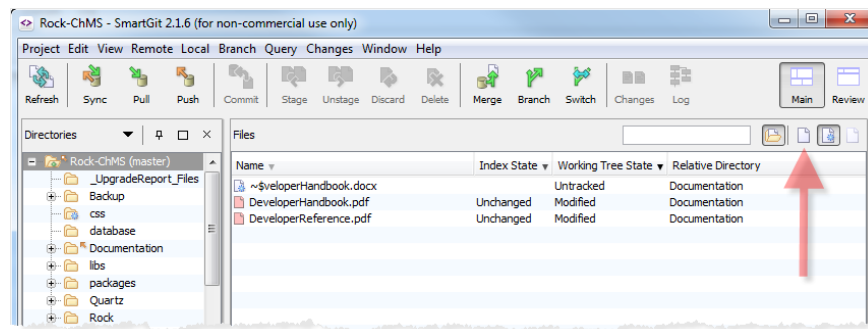 Rock-ChMS - SmartGit 2.1.6 (for non-commercial use only)
Project Edit View Remote Local Branch Query Changes Window Help
Refresh Sync Pull Push Commit Stage Unstage Discard Delete Merge Branch Switch Changes Log Main Review
Directories Files
Rock-ChMS (master) Name Index State Working Tree State Relative Directory
_UpgradeReport_Files ~$veloperHandbook.docx Untracked Documentation
Backup DeveloperHandbook.pdf Unchanged Modified Documentation
css DeveloperReference.pdf Unchanged Modified Documentation
database
Documentation
libs
packages
Quartz
Rock